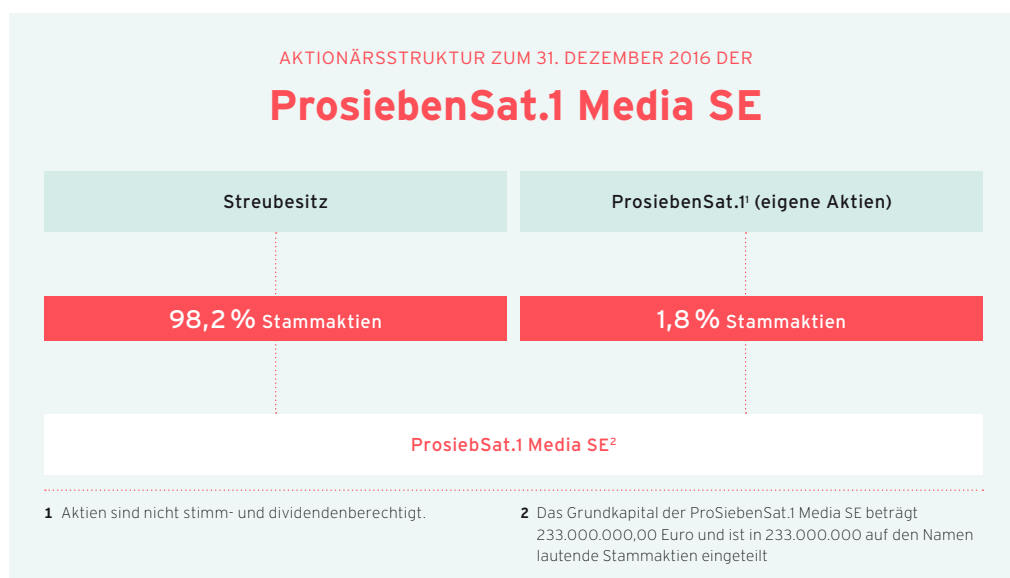 AKTIONÄRSSTRUKTUR ZUM 31. DEZEMBER 2016 DER
ProsiebenSat.1 Media SE
Streubesitz
ProsiebenSat.1¹ (eigene Aktien)
98,2 % Stammaktien
1,8 % Stammaktien
ProsiebSat.1 Media SE²
1 Aktien sind nicht stimm- und dividendenberechtigt.
2 Das Grundkapital der ProSiebenSat.1 Media SE beträgt
233.000.000,00 Euro und ist in 233.000.000 auf den Namen
lautende Stammaktien eingeteilt